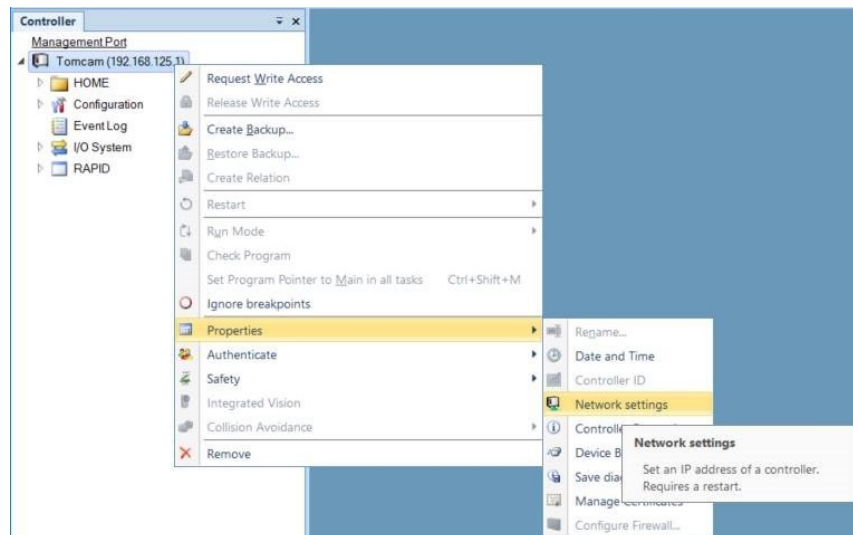 Controller
Management Port
Tomcam (192.168.125.1)
HOME
Configuration
Event Log
I/O System
RAPID
Request Write Access
Release Write Access
Create Backup...
Restore Backup...
Create Relation
Restart
Run Mode
Check Program
Set Program Pointer to Main in all tasks Ctrl+Shift+M
Ignore breakpoints
Properties
Authenticate
Safety
Integrated Vision
Collision Avoidance
Remove
Rename...
Date and Time
Controller ID
Network settings
Device B
Save dia
Manage Certificates
Configure Firewall...
Network settings
Set an IP address of a controller.
Requires a restart.